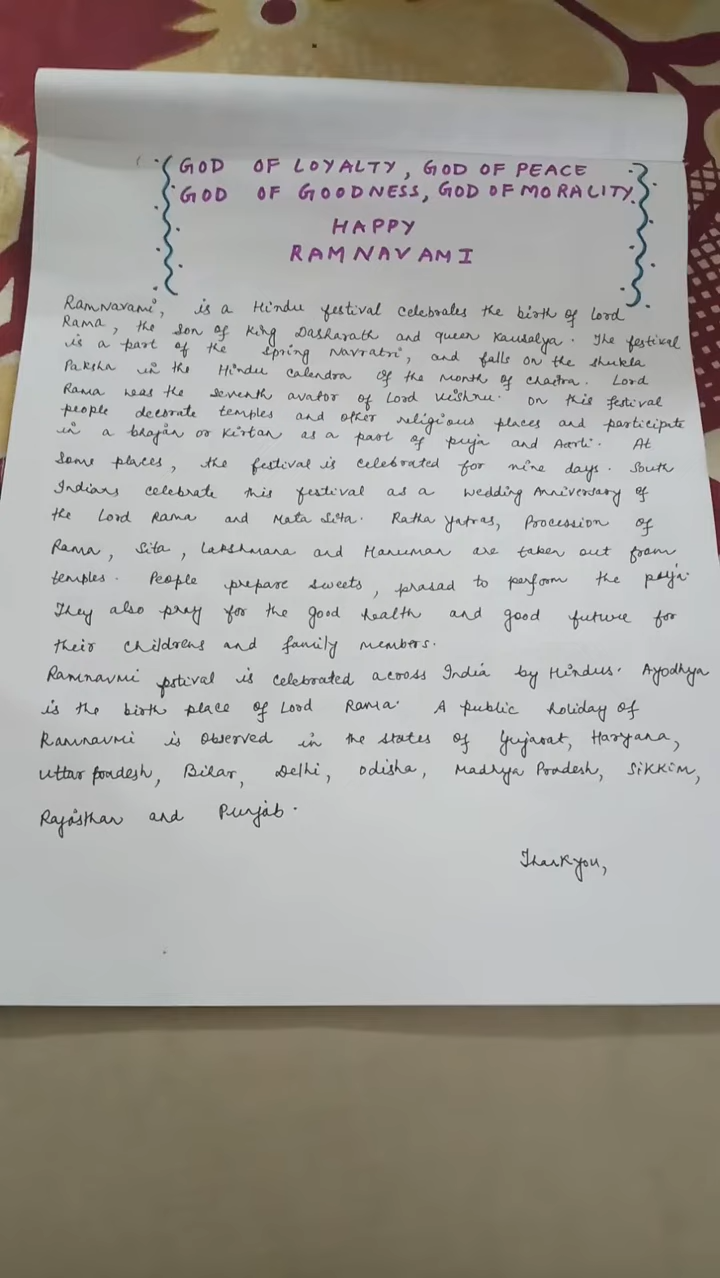 GOD OF LOYALTY, GOD OF PEACE
GOD OF GOODNESS, GOD OF MORALITY.
HAPPY
RAMNAVAMI
RamNavami, is a Hindu festival celebrates the birth of Lord
Rama, the son of King Dasharath and queen Kausalya. The festival
is a part of the spring Navratri, and falls on the shukla
Paksha in the Hindu calendra of the month of chaitra. Lord
Rama was the seventh avator of Lord Vishnu. on this festival
people decorate temples and other religious places and participate
in a bhajan or Kirtan as a part of puja and Aarti. At
Some places, the festival is celebrated for nine days. South
Indians celebrate this festival as a wedding Anniversary of
the Lord Rama and Mata Sita. Ratha Yatras, Procession of
Rama, Sita, Lakshmana and Hanuman are taken out from
temples. People prepare sweets, prasad to perform the puja.
They also pray for the good health and good future for
their childrens and family members.
Ramnavmi is celebrated across India by Hindus. Ayodhya
is the birth place of Lord Rama. A public holiday of
Ramnavmi is observed in the states of Gujarat, Haryana,
Uttar pradesh, Bihar, Delhi, Odisha, Madhya Pradesh, Sikkim,
Rajasthan and Punjab.
Thankyou,